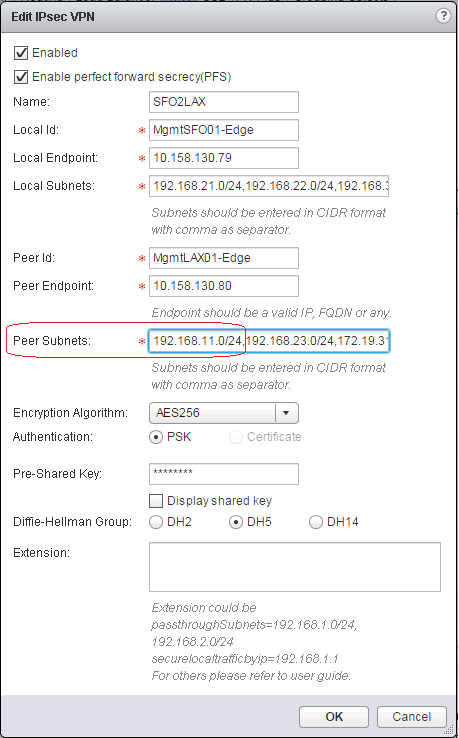 Edit IPsec VPN
?
Enabled
Enable perfect forward secrecy(PFS)
Name: SFO2LAX
Local Id: * MgmtSFO01-Edge
Local Endpoint: * 10.158.130.79
Local Subnets: * 192.168.21.0/24,192.168.22.0/24,192.168.3
Subnets should be entered in CIDR format
with comma as separator.
Peer Id: * MgmtLAX01-Edge
Peer Endpoint: * 10.158.130.80
Endpoint should be a valid IP, FQDN or any.
Peer Subnets: * 192.168.11.0/24,192.168.23.0/24,172.19.31
Subnets should be entered in CIDR format
with comma as separator.
Encryption Algorithm: AES256
Authentication: PSK Certificate
Pre-Shared Key: ********
Display shared key
Diffie-Hellman Group: DH2 DH5 DH14
Extension:
Extension could be
passthroughSubnets=192.168.1.0/24,
192.168.2.0/24
securelocaltrafficbyip=192.168.1.1
For others please refer to user guide.
OK Cancel